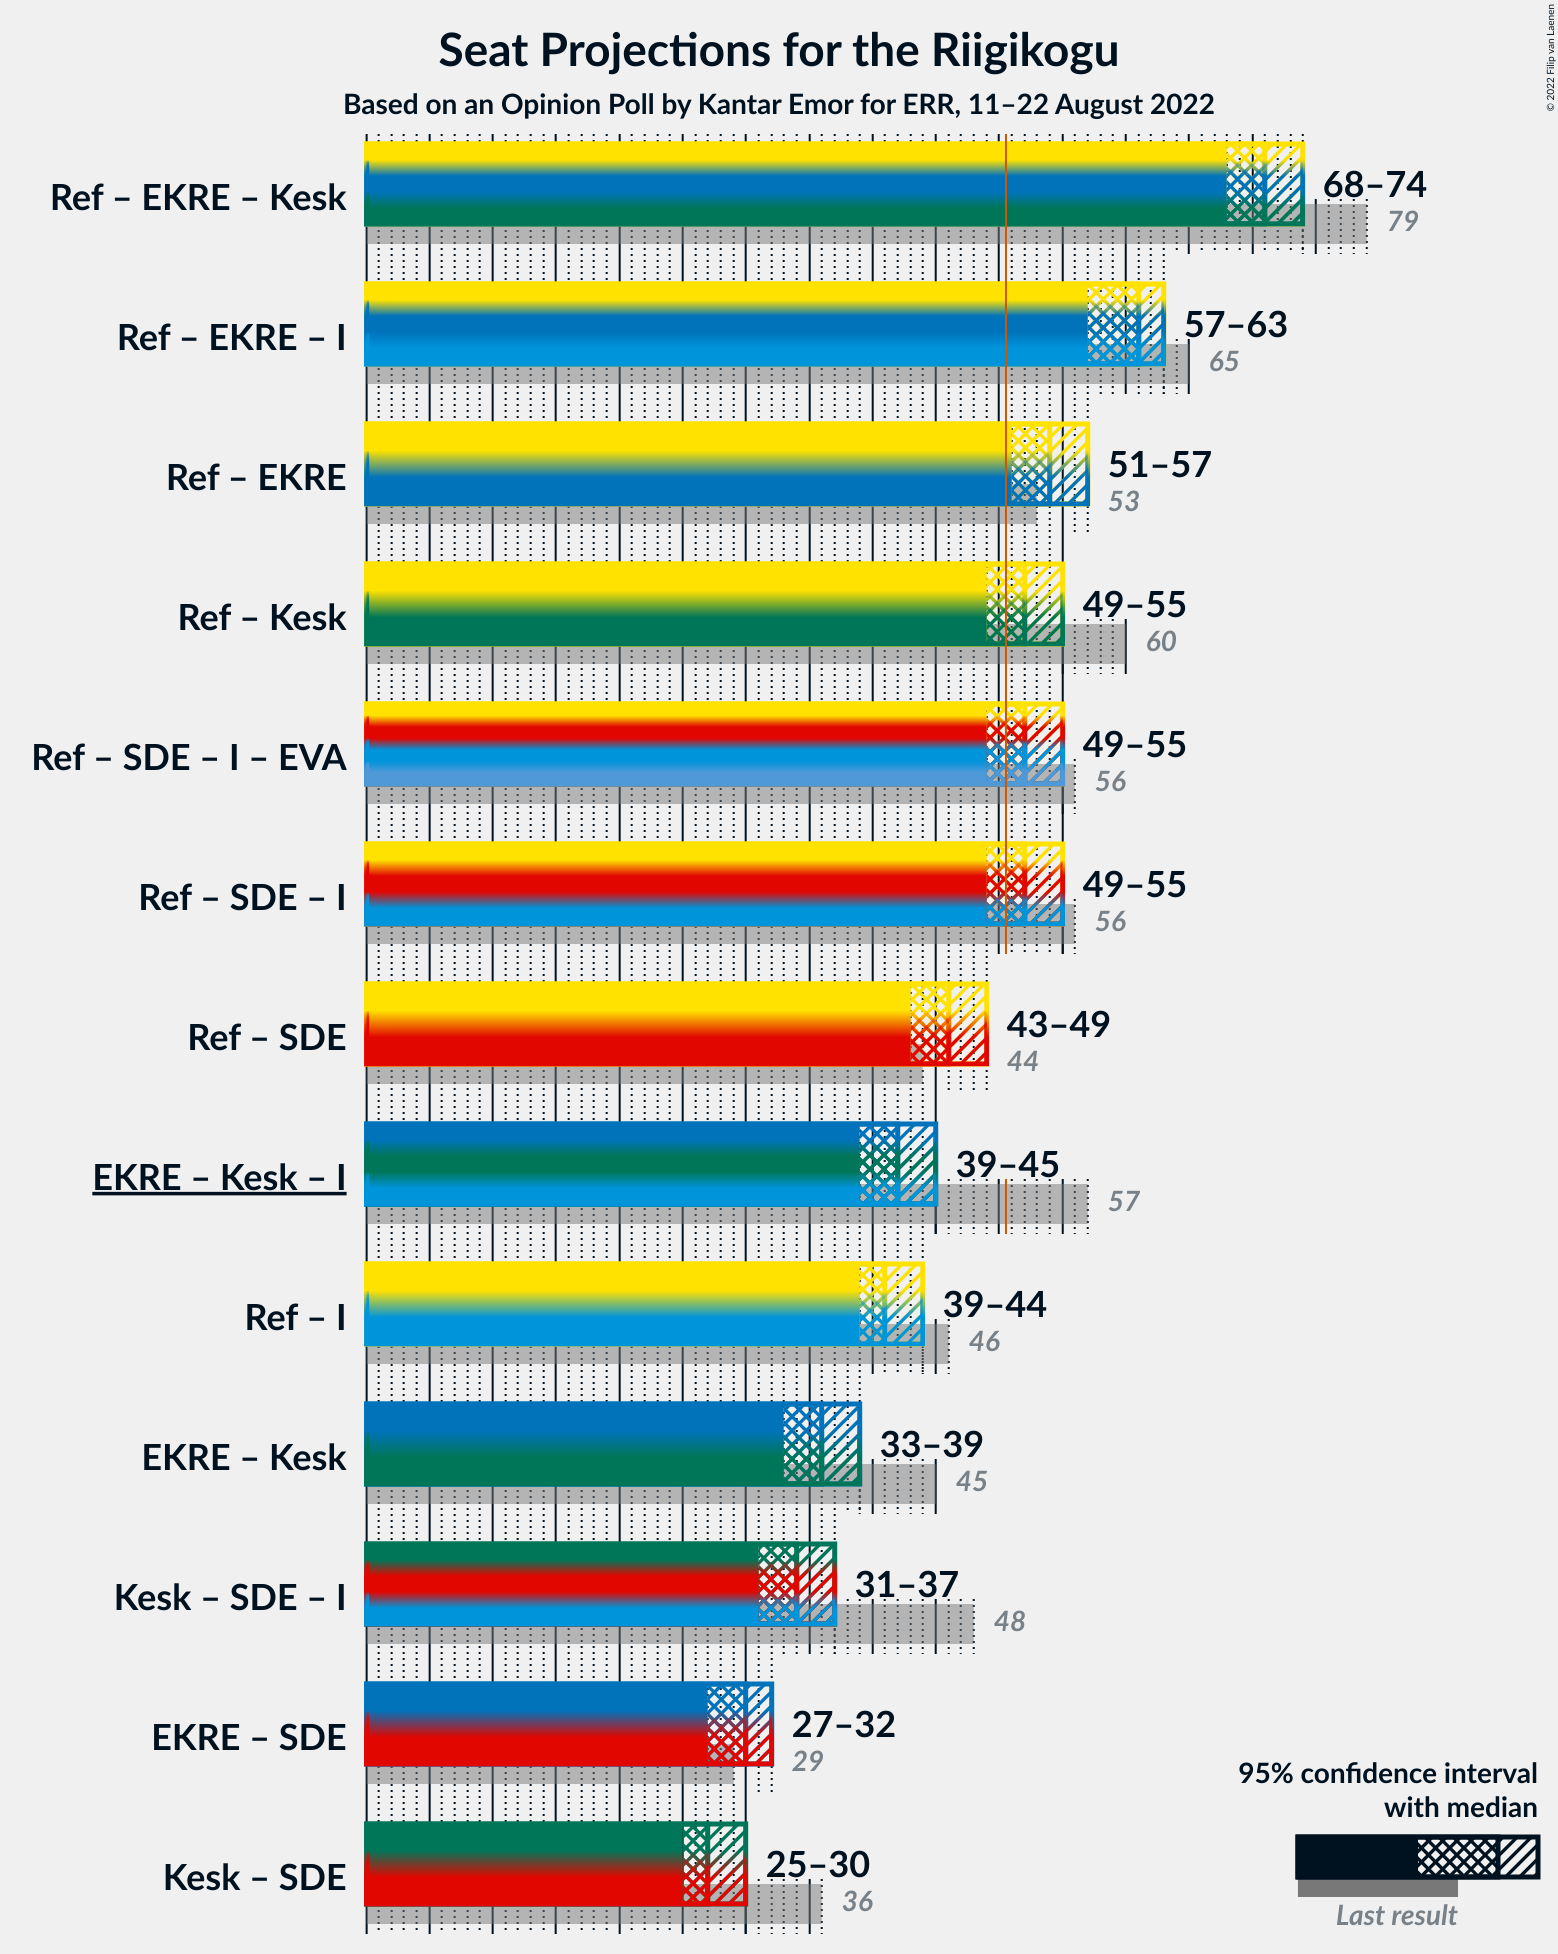 Seat Projections for the Riigikogu
Based on an Opinion Poll by Kantar Emor for ERR, 11–22 August 2022
© 2022 Filip van Laenen
Ref – EKRE – Kesk
68–74
79
Ref – EKRE – I
57–63
65
Ref – EKRE
51–57
53
Ref – Kesk
49–55
60
Ref – SDE – I – EVA
49–55
56
Ref – SDE – I
49–55
56
Ref – SDE
43–49
44
EKRE – Kesk – I
39–45
57
Ref – I
39–44
46
EKRE – Kesk
33–39
45
Kesk – SDE – I
31–37
48
EKRE – SDE
27–32
29
Kesk – SDE
25–30
36
95% confidence interval
with median
Last result